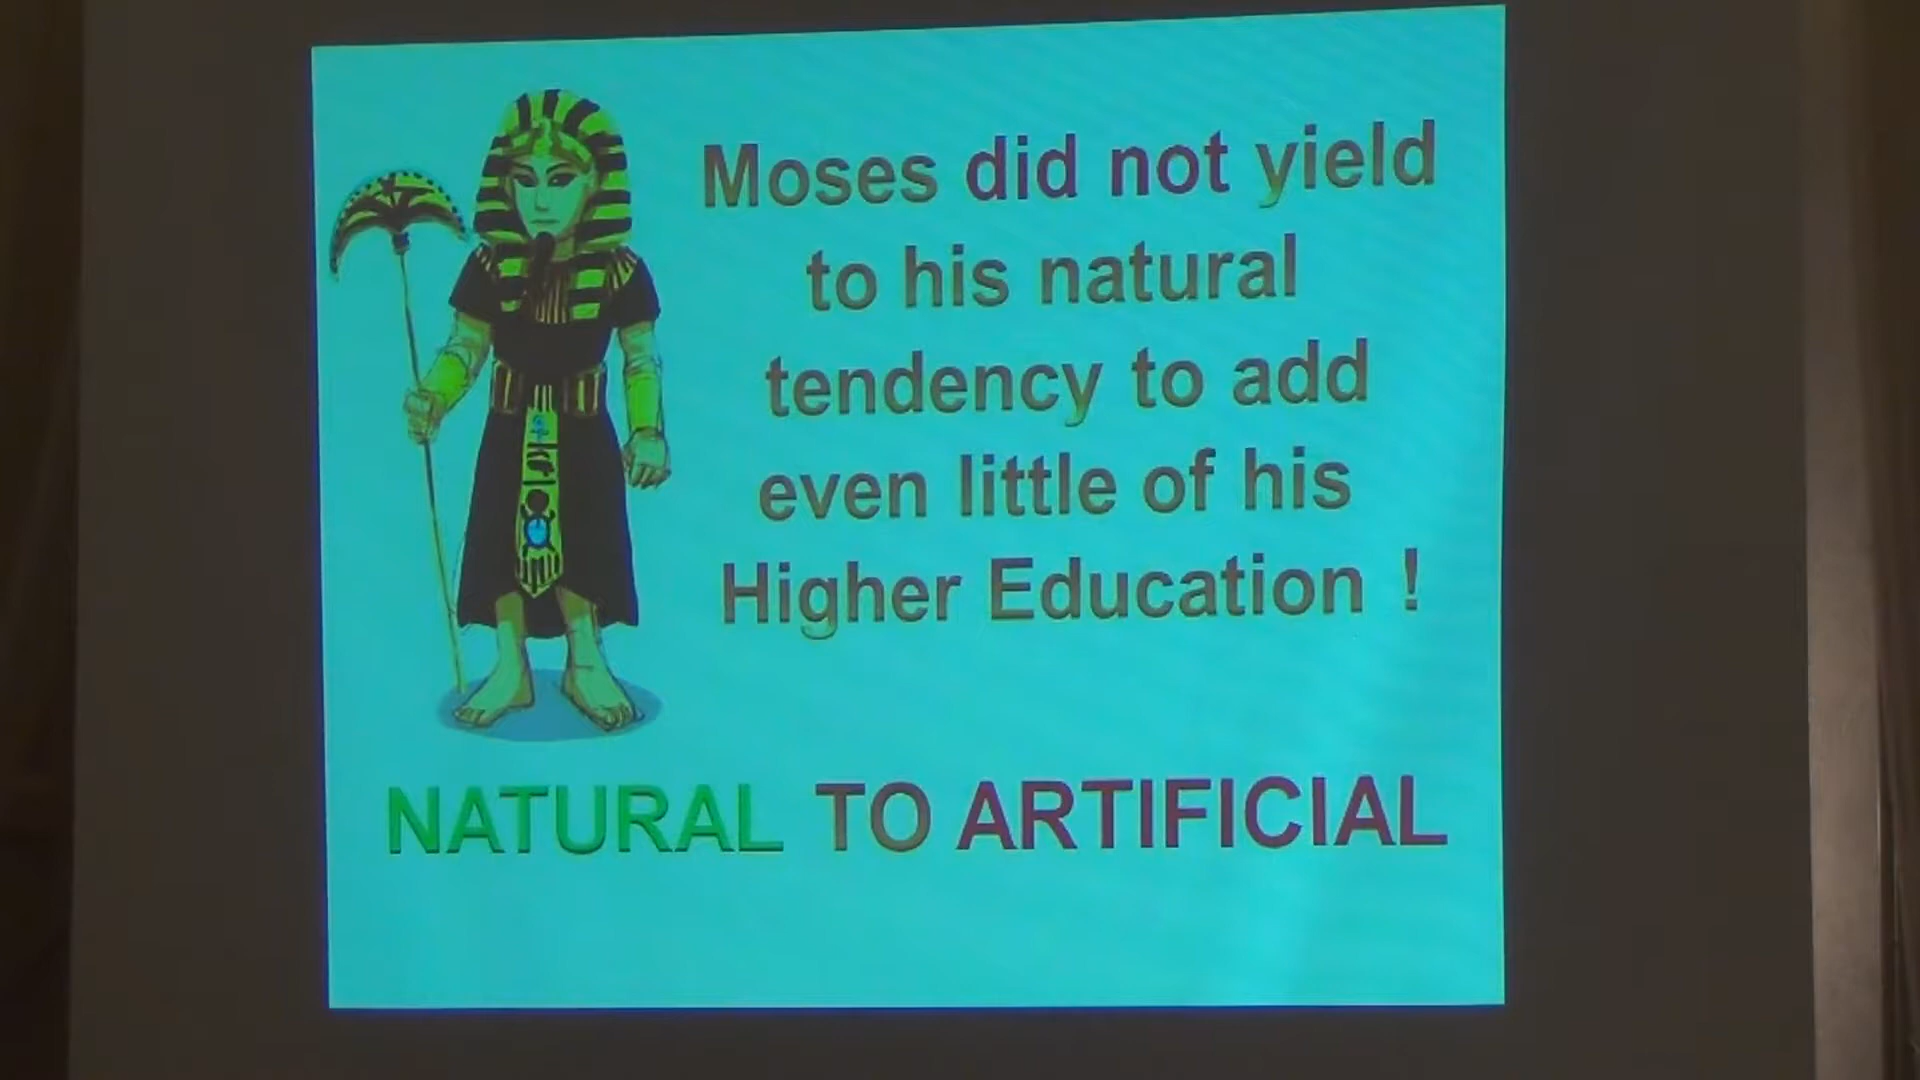 Moses did not yield
to his natural
tendency to add
even little of his
Higher Education !
NATURAL TO ARTIFICIAL